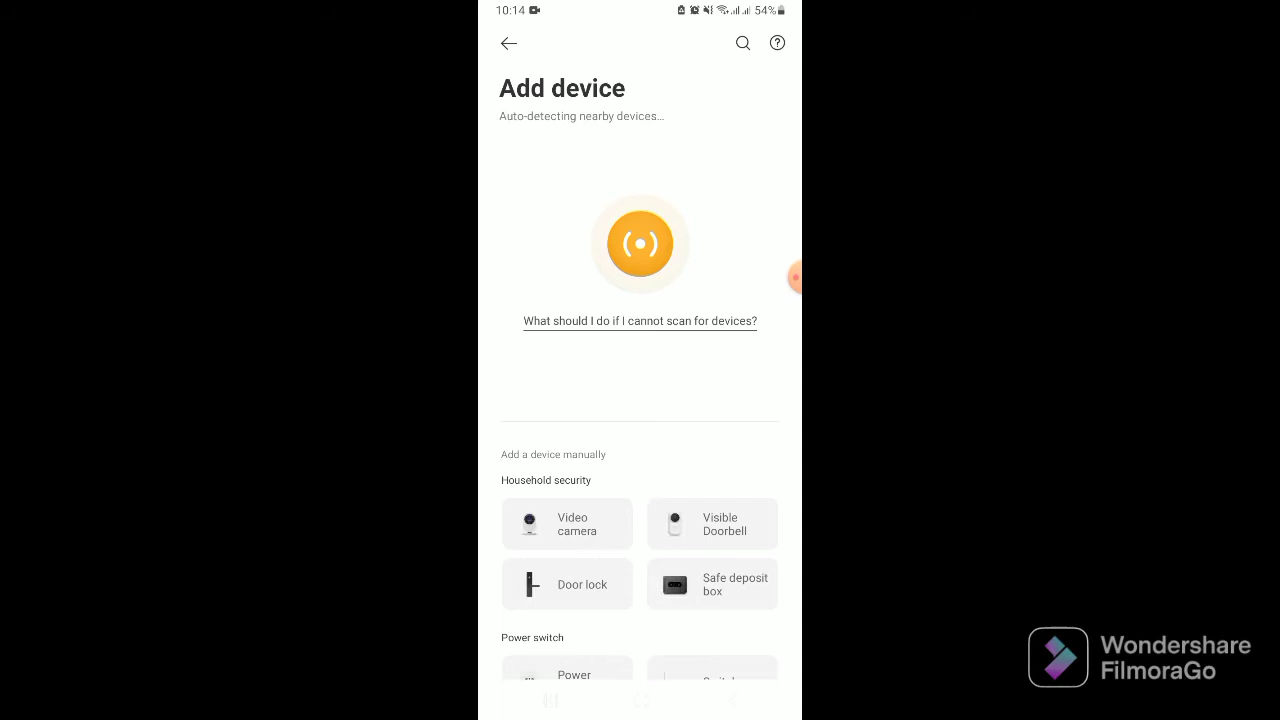 10:14 54%
Add device
Auto-detecting nearby devices...
What should I do if I cannot scan for devices?
Add a device manually
Household security
Video
camera
Visible
Doorbell
Door lock
Safe deposit
box
Power switch
Power
Wondershare
FilmoraGo